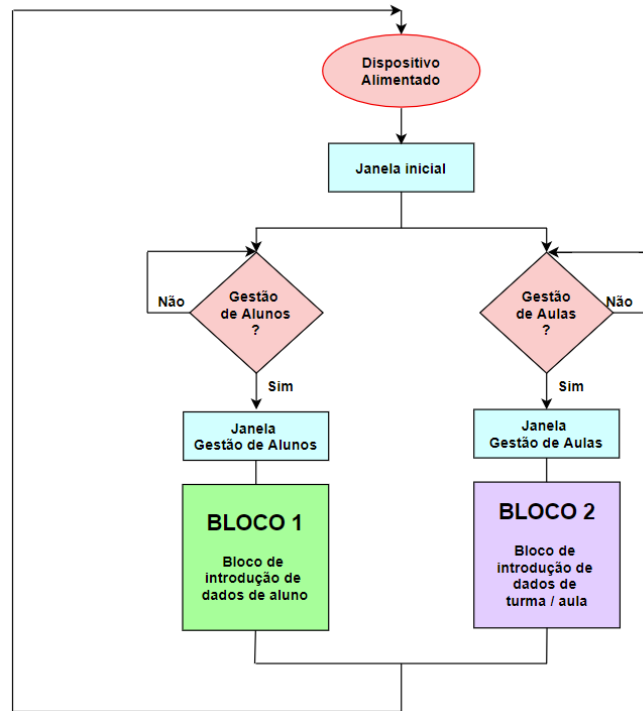 Dispositivo
Alimentado
Janela inicial
Gestão
de Alunos
?
Não
Sim
Gestão
de Aulas
?
Não
Sim
Janela
Gestão de Alunos
Janela
Gestão de Aulas
BLOCO 1
Bloco de
introdução de
dados de aluno
BLOCO 2
Bloco de
introdução de
dados de
turma / aula